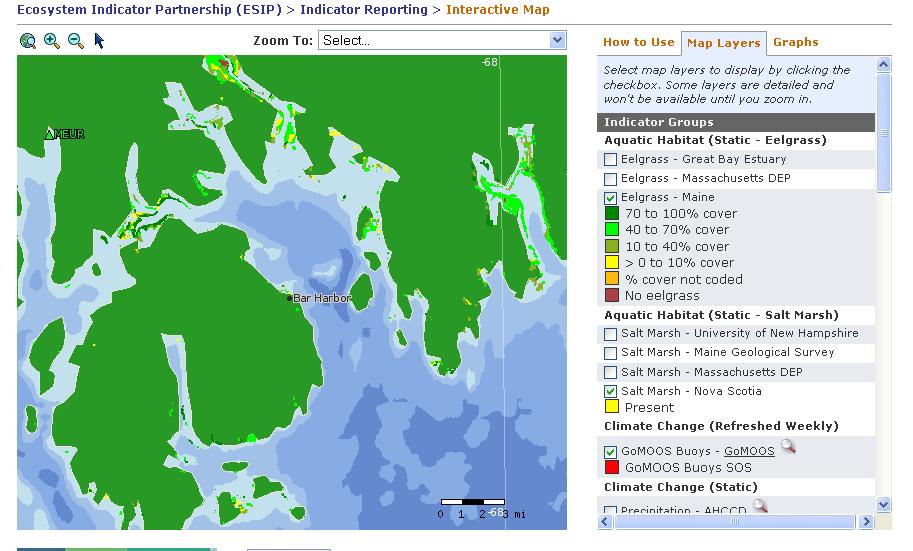 Ecosystem Indicator Partnership (ESIP) > Indicator Reporting > Interactive Map
Zoom To: Select...
How to Use Map Layers Graphs
Select map layers to display by clicking the
checkbox. Some layers are detailed and
won't be available until you zoom in.
Indicator Groups
Aquatic Habitat (Static - Eelgrass)
Eelgrass - Great Bay Estuary
Eelgrass - Massachusetts DEP
Eelgrass - Maine
70 to 100% cover
40 to 70% cover
10 to 40% cover
> 0 to 10% cover
% cover not coded
No eelgrass
Aquatic Habitat (Static - Salt Marsh)
Salt Marsh - University of New Hampshire
Salt Marsh - Maine Geological Survey
Salt Marsh - Massachusetts DEP
Salt Marsh - Nova Scotia
Present
Climate Change (Refreshed Weekly)
GoMOOS Buoys - GoMOOS
GoMOOS Buoys SOS
Climate Change (Static)
Precipitation - AHCCD
-68
MEUR
Bar Harbor
0 1 2 3 mi
-68